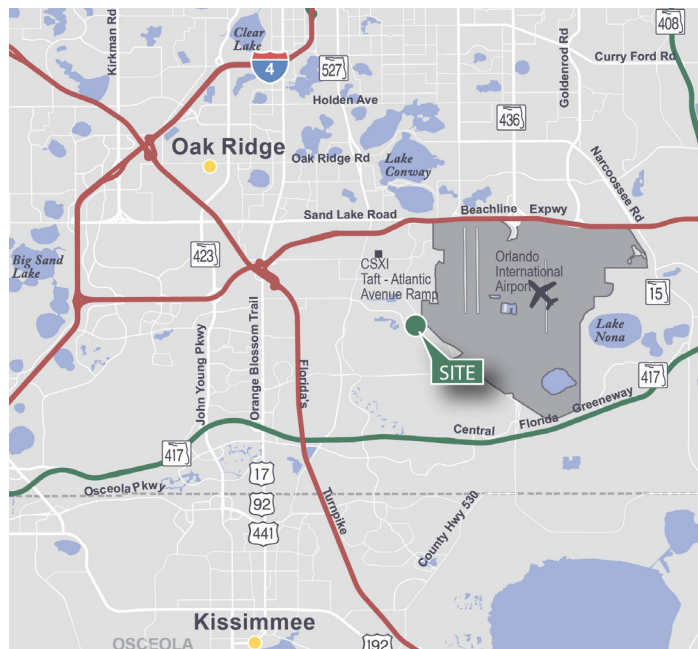 Kirkman Rd
Clear
Lake
4
527
Goldenrod Rd
408
Curry Ford Rd
Holden Ave
436
Oak Ridge
Oak Ridge Rd
Lake
Conway
Narcoossee Rd
Sand Lake Road
Beachline Expwy
423
Big Sand
Lake
CSXI
Taft - Atlantic
Avenue Ramp
Orlando
International
Airport
15
Lake
Nona
SITE
John Young Pkwy
Orange Blossom Trail
Florida's
417
Central Florida Greeneway
417
Osceola Pkwy
17
92
441
Turnpike
County Hwy 530
Kissimmee
OSCEOLA
192